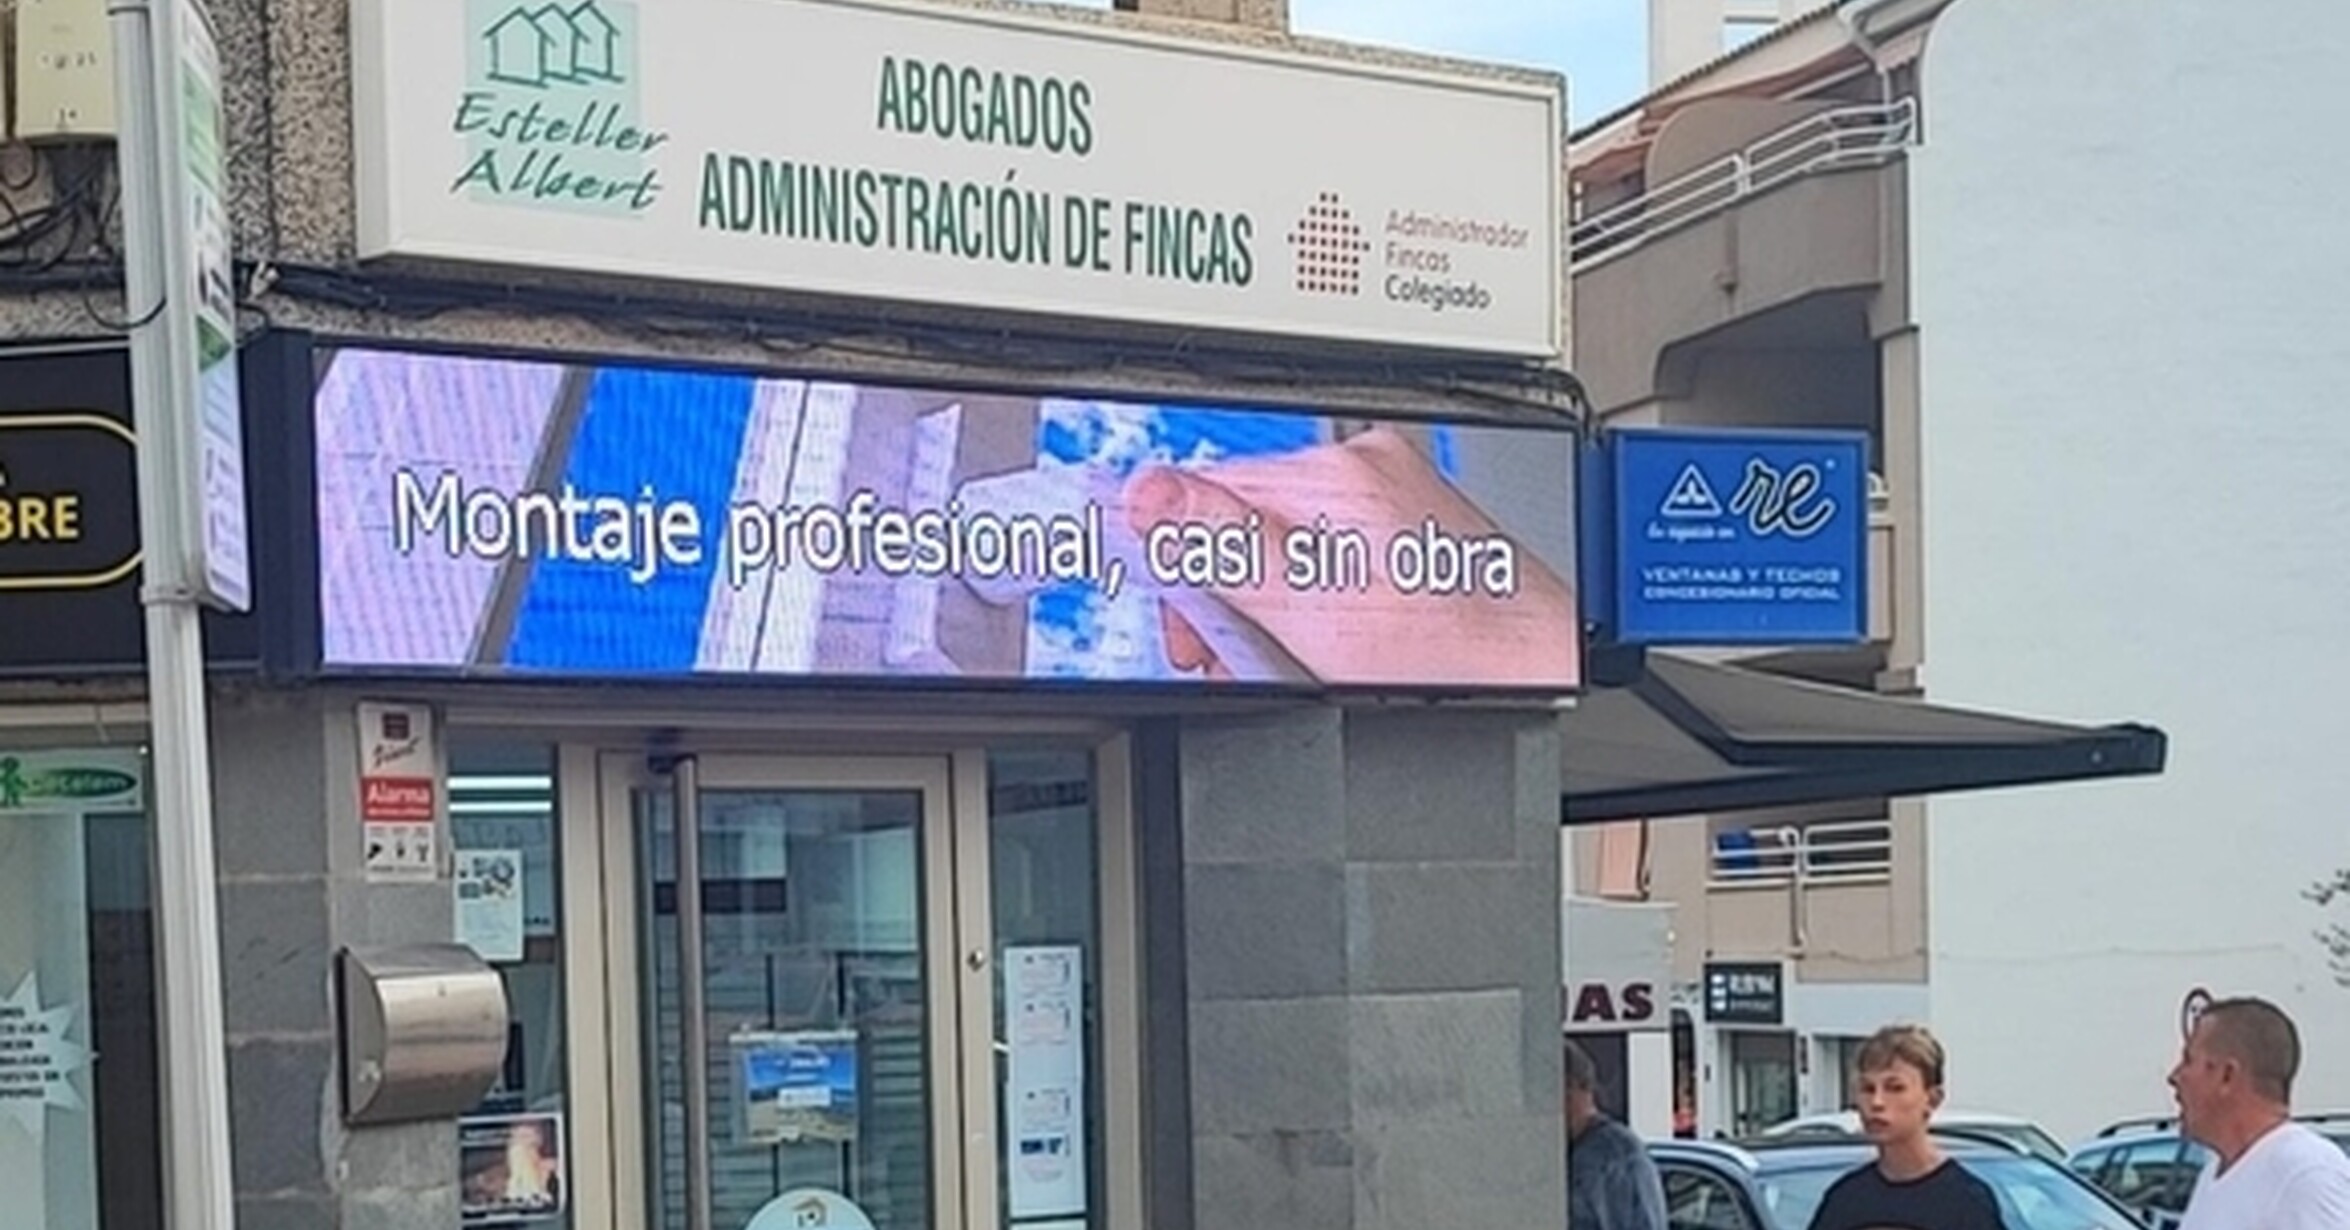 Esteller
Albert
ABOGADOS
ADMINISTRACIÓN DE FINCAS
Administrador
Fincas
Colegiado
BRE
Montaje profesional, casi sin obra
re
VENTANAS Y TECHOS
CONCESIONARIO OFICIAL
Alarma
AS